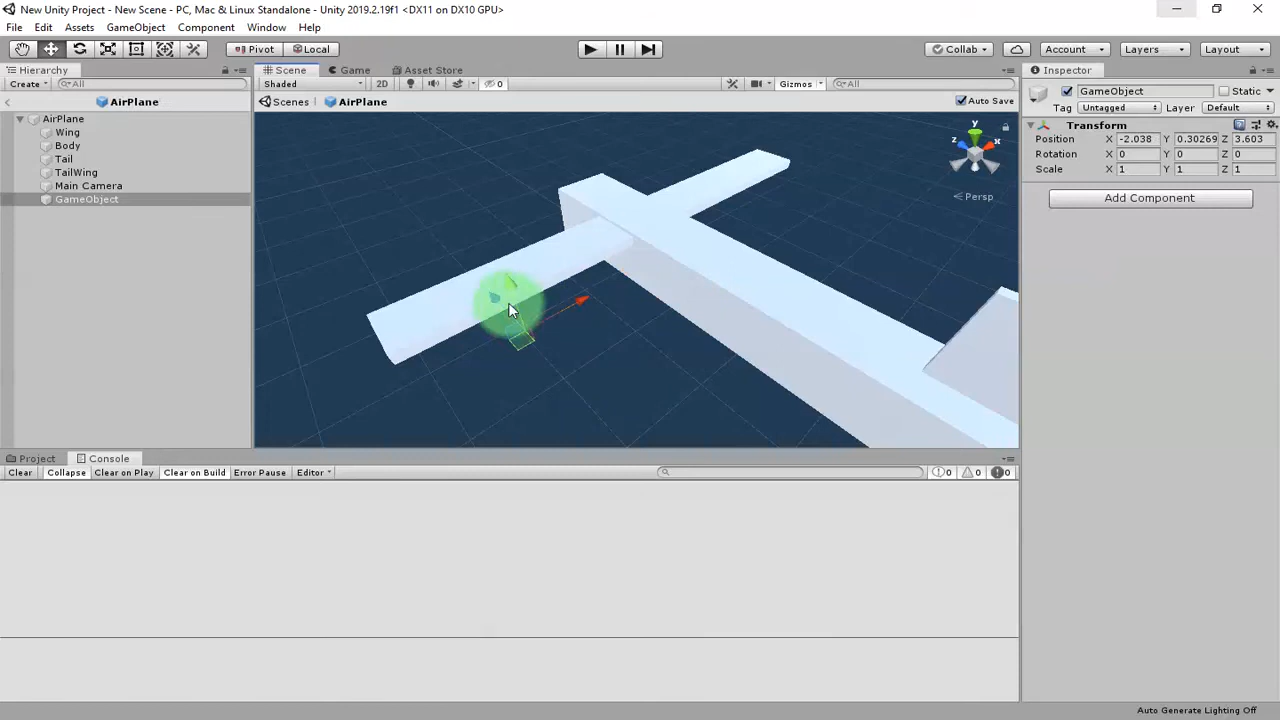 New Unity Project - New Scene - PC, Mac & Linux Standalone - Unity 2019.2.19f1 <DX11 on DX10 GPU>
File Edit Assets GameObject Component Window Help
Pivot Local Collab Account Layers Layout
Hierarchy
Create All
AirPlane
AirPlane
Wing
Body
Tail
TailWing
Main Camera
GameObject
Scene Game Asset Store
Shaded 2D 0 Gizmos All
Scenes AirPlane Auto Save
y
z x
Persp
Inspector
GameObject Static
Tag Untagged Layer Default
Transform
Position X -2.038 Y 0.30269 Z 3.603
Rotation X 0 Y 0 Z 0
Scale X 1 Y 1 Z 1
Add Component
Project Console
Clear Collapse Clear on Play Clear on Build Error Pause Editor 0 0 0
Auto Generate Lighting Off